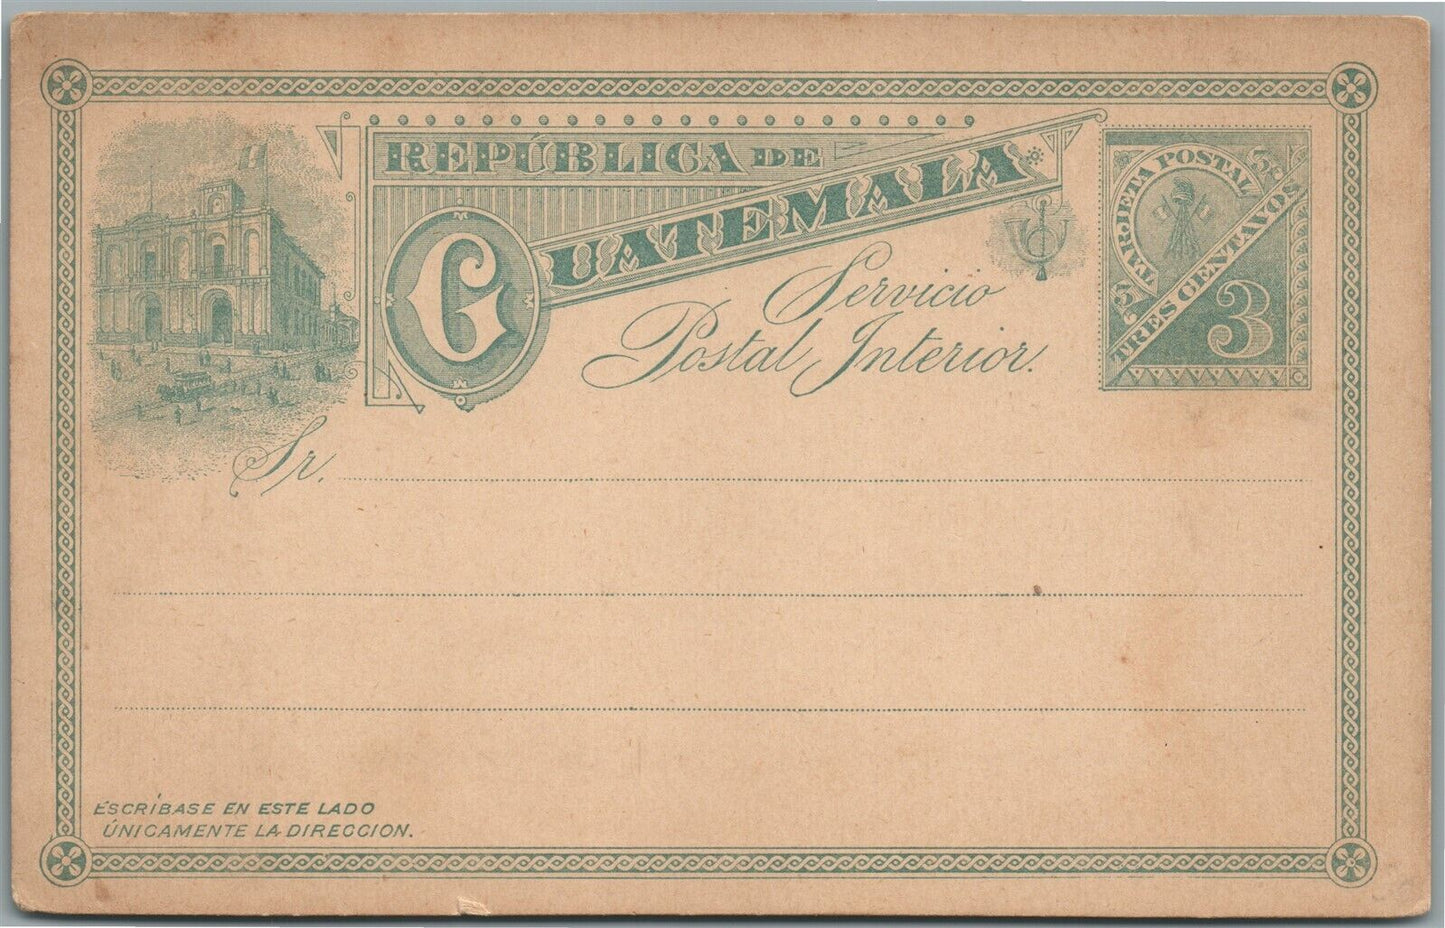 REPÚBLICA DE
GUATEMALA
Servicio
Postal Interior.
TARJETA POSTAL
3
TRES CENTAVOS
3
3
Sr.
ESCRÍBASE EN ESTE LADO
ÚNICAMENTE LA DIRECCION.